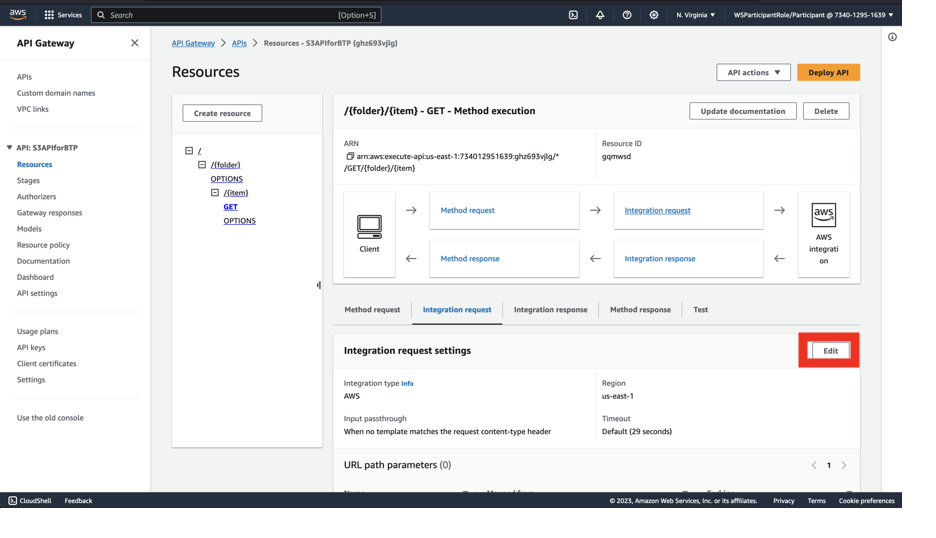 aws
Services
Search
[Option+S]
N. Virginia ▼
WSParticipantRole/Participant @ 7340-1295-1639 ▼
API Gateway
APIs
Custom domain names
VPC links
▼ API: S3APIforBTP
Resources
Stages
Authorizers
Gateway responses
Models
Resource policy
Documentation
Dashboard
API settings
Usage plans
API keys
Client certificates
Settings
Use the old console
API Gateway > APIs > Resources - S3APIforBTP (ghz693vjlg)
Resources
API actions ▼
Deploy API
Create resource
/
/{folder}
OPTIONS
/{item}
GET
OPTIONS
/{folder}/{item} - GET - Method execution
Update documentation
Delete
ARN
arn:aws:execute-api:us-east-1:734012951639:ghz693vjlg/*
/GET/{folder}/{item}
Resource ID
gqmwsd
Client
Method request
Integration request
Method response
Integration response
aws
AWS
integrati
on
Method request
Integration request
Integration response
Method response
Test
Integration request settings
Edit
Integration type Info
AWS
Region
us-east-1
Input passthrough
When no template matches the request content-type header
Timeout
Default (29 seconds)
URL path parameters (0)
1
CloudShell
Feedback
© 2023, Amazon Web Services, Inc. or its affiliates.
Privacy
Terms
Cookie preferences